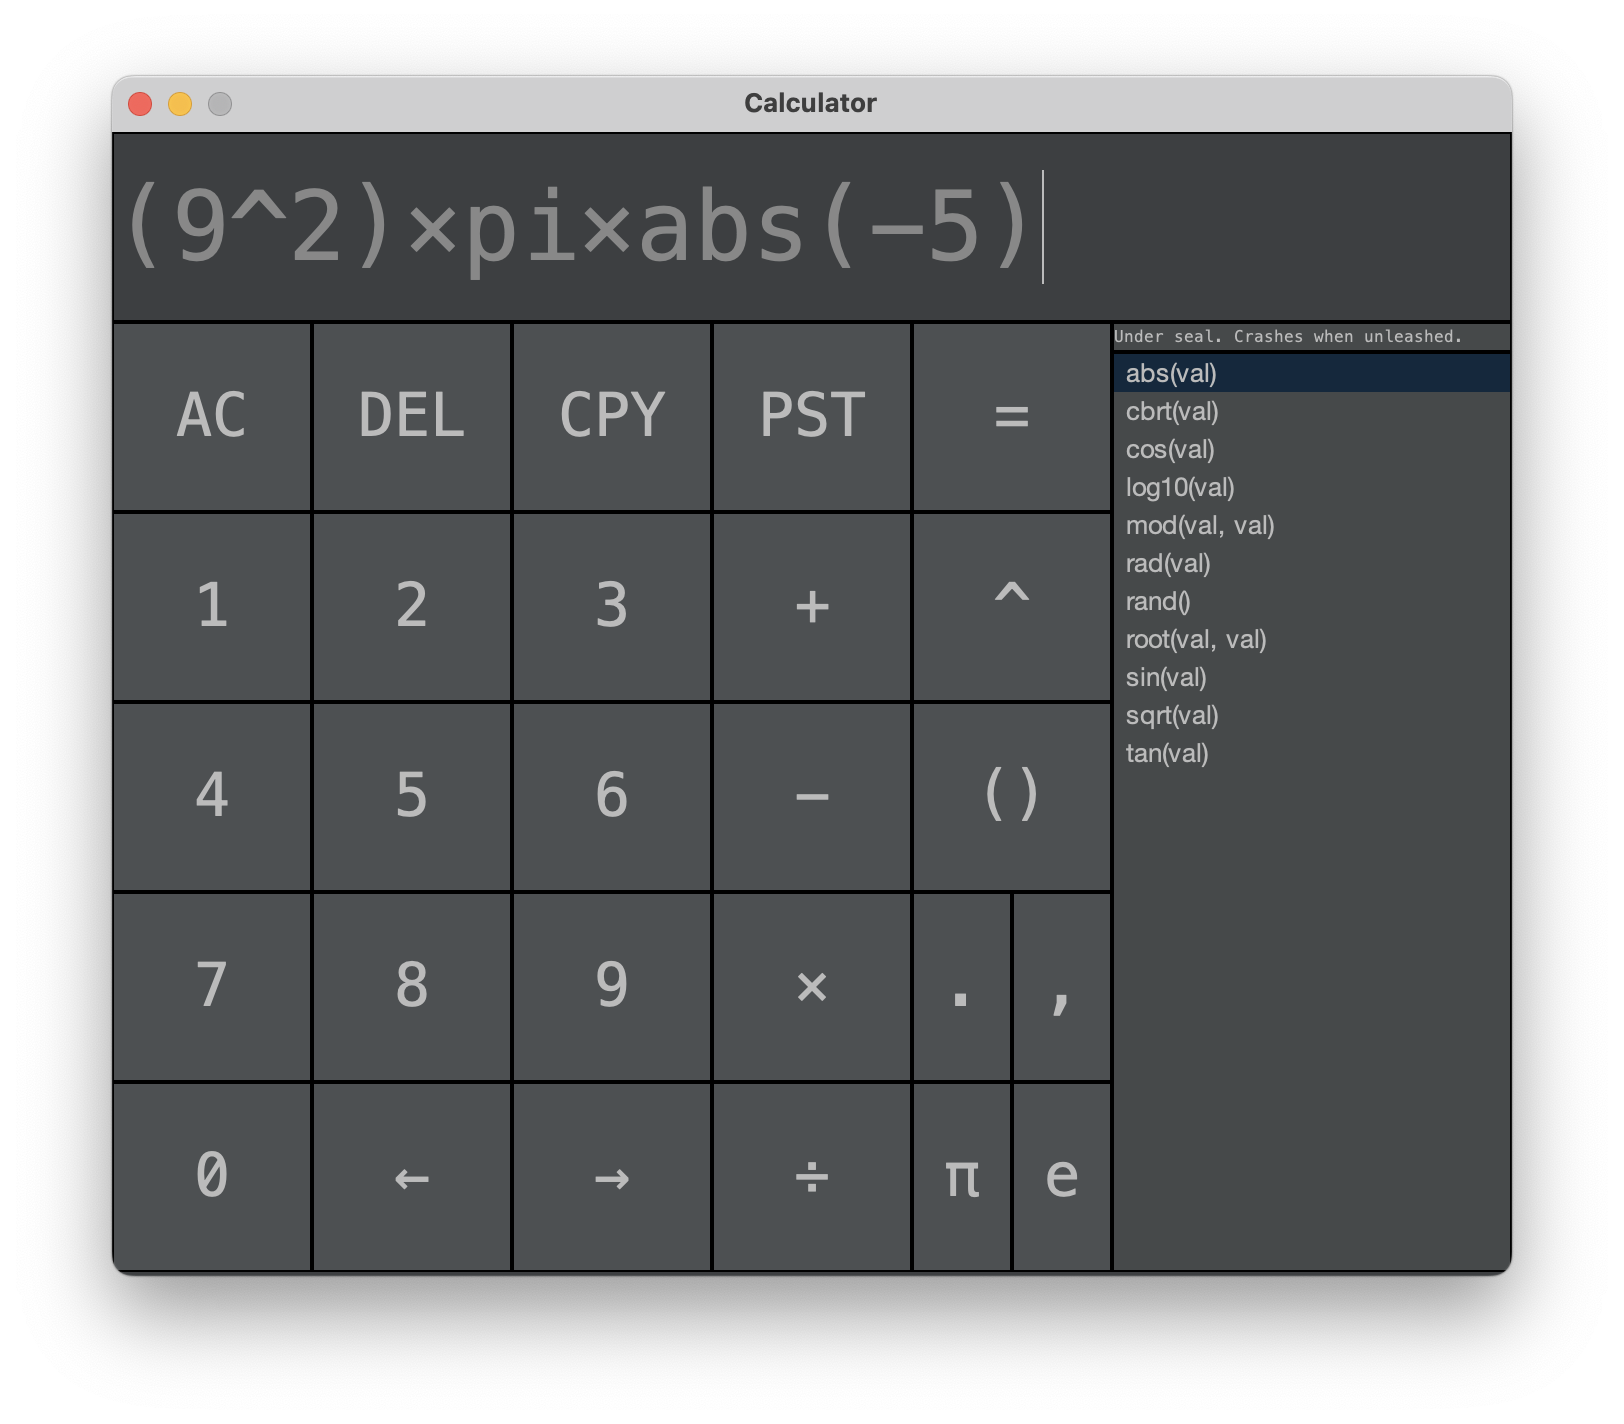 Calculator
(9^2)×pi×abs(−5)
Under seal. Crashes when unleashed.
AC DEL CPY PST =
1 2 3 + ^
4 5 6 − ()
7 8 9 × . ,
0 ← → ÷ π e
abs(val)
cbrt(val)
cos(val)
log10(val)
mod(val, val)
rad(val)
rand()
root(val, val)
sin(val)
sqrt(val)
tan(val)